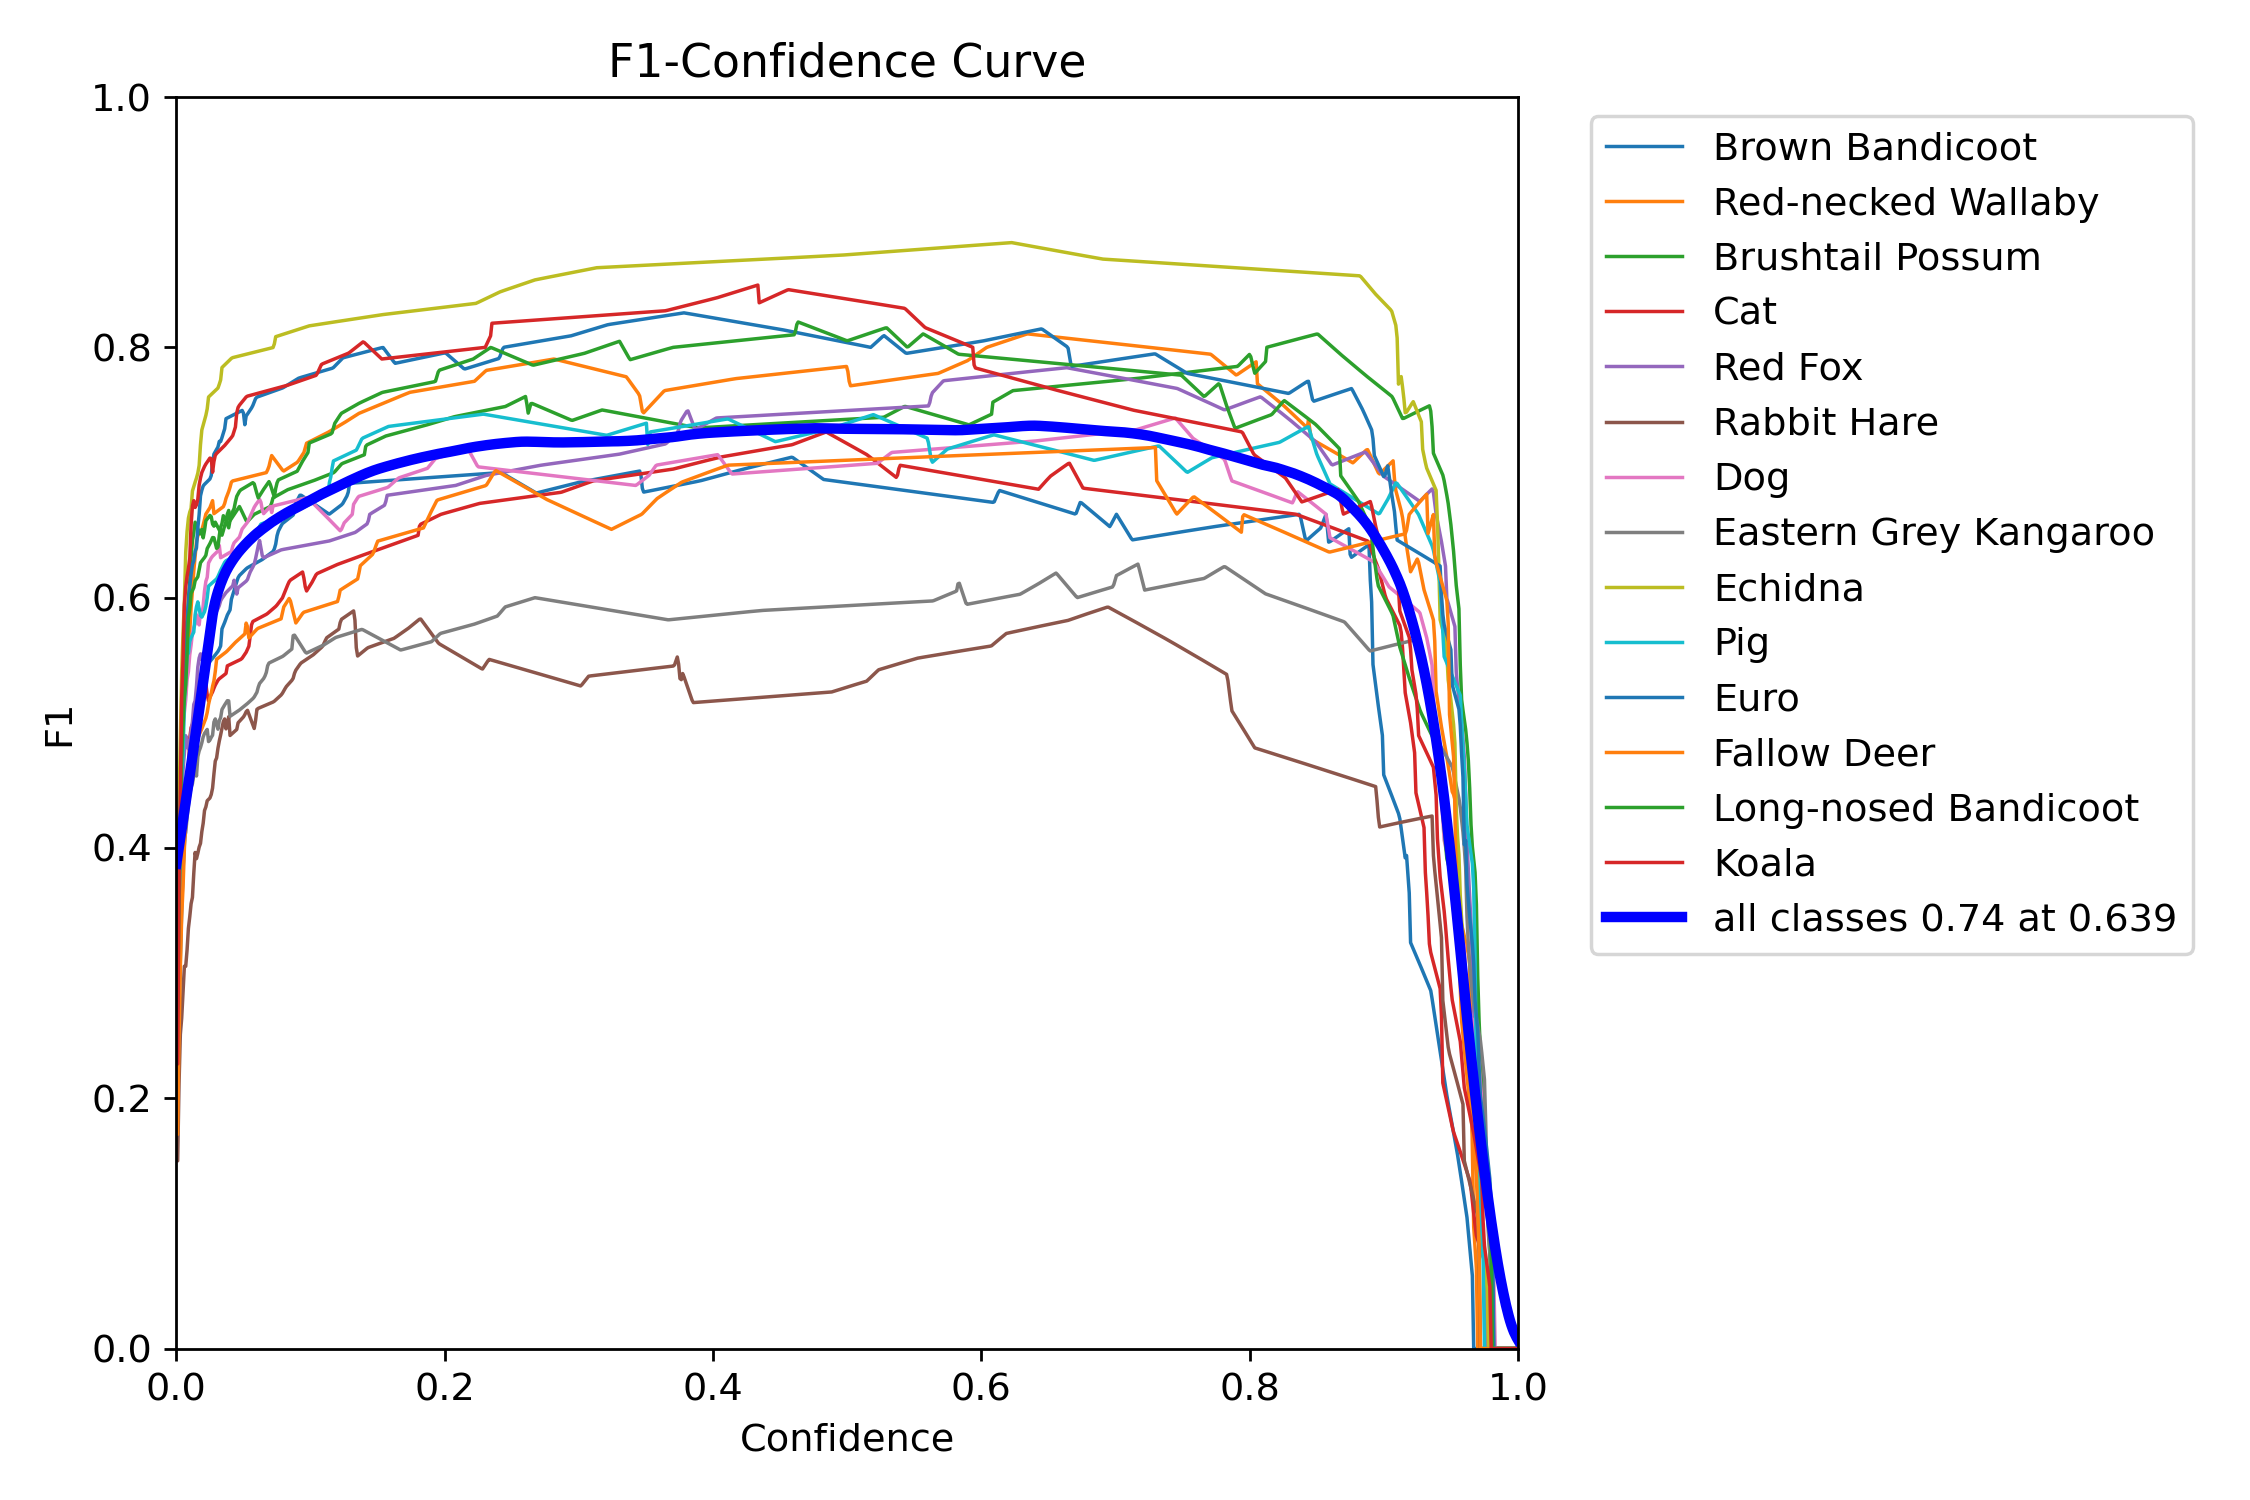 F1-Confidence Curve
1.0
0.8
0.6
0.4
0.2
0.0
F1
0.0 0.2 0.4 0.6 0.8 1.0
Confidence
Brown Bandicoot
Red-necked Wallaby
Brushtail Possum
Cat
Red Fox
Rabbit Hare
Dog
Eastern Grey Kangaroo
Echidna
Pig
Euro
Fallow Deer
Long-nosed Bandicoot
Koala
all classes 0.74 at 0.639